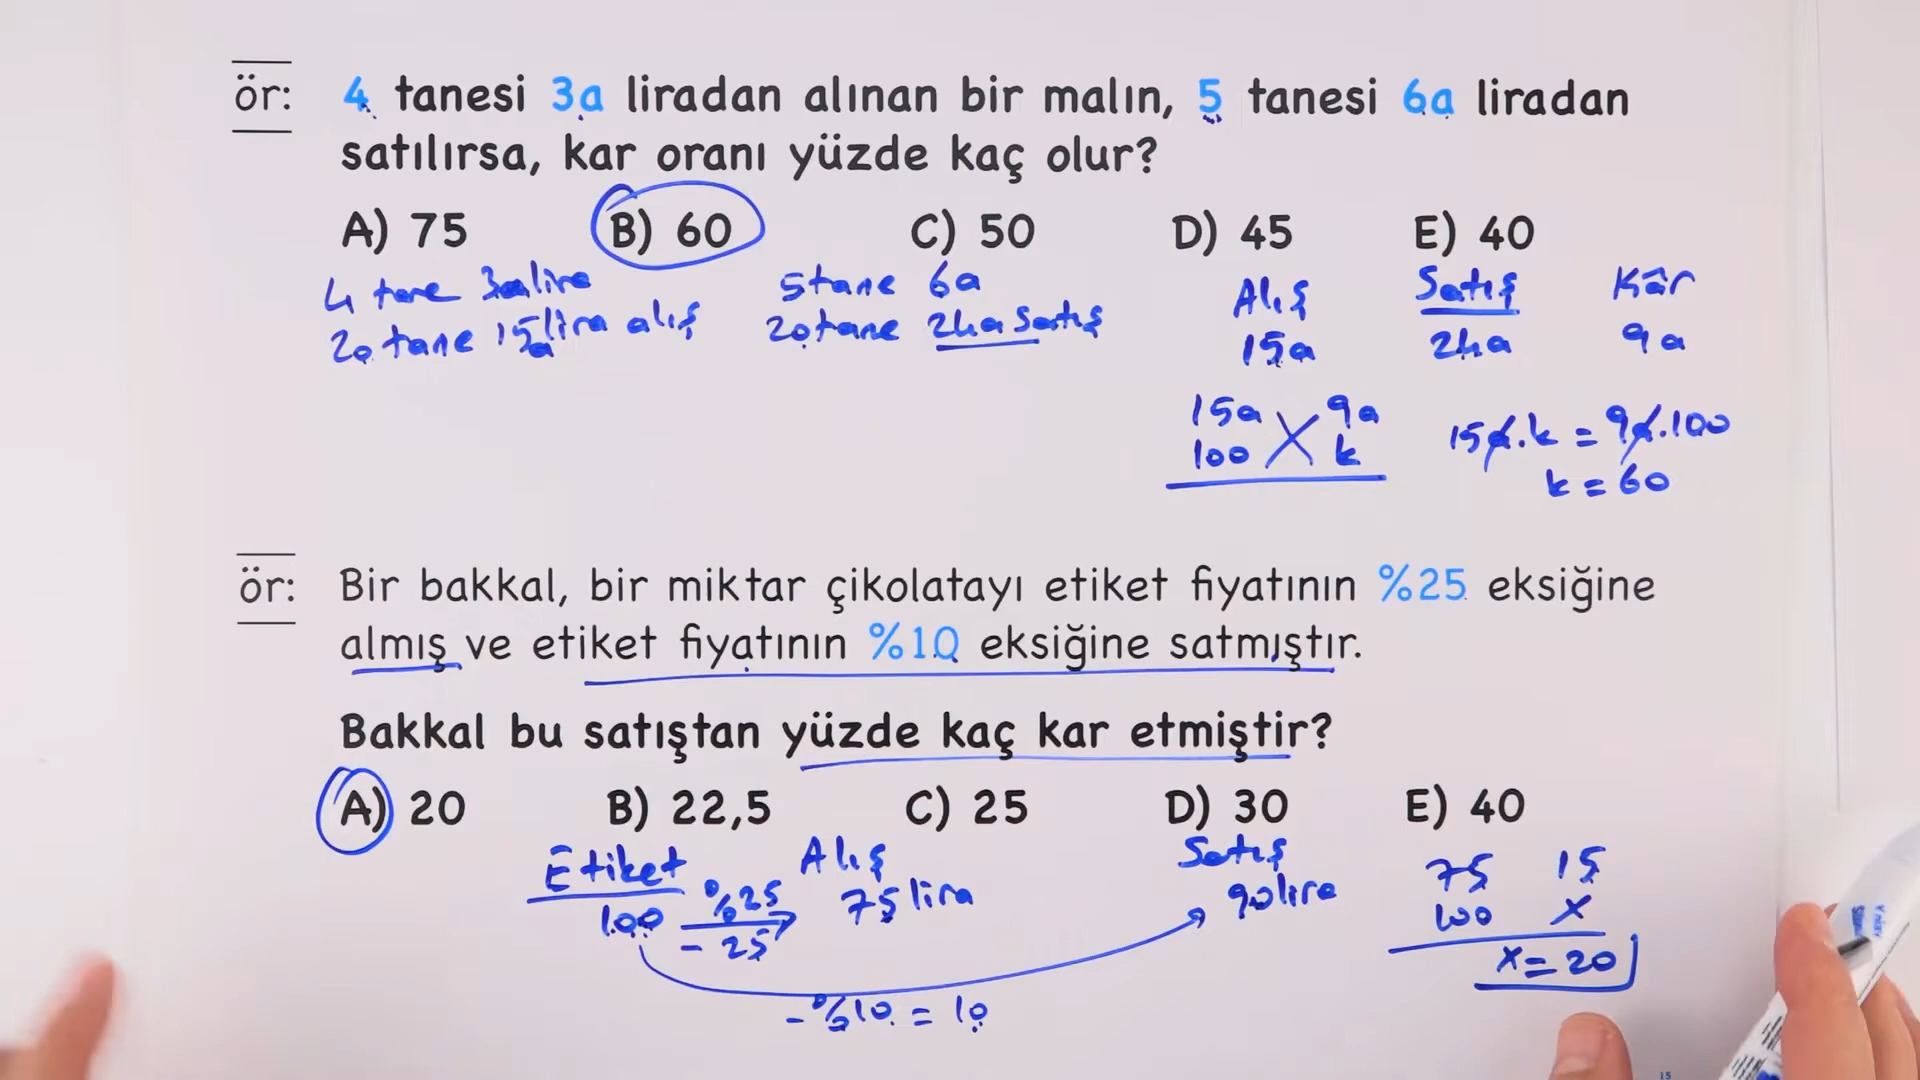 ör: 4 tanesi 3a liradan alınan bir malın, 5 tanesi 6a liradan
satılırsa, kar oranı yüzde kaç olur?
A) 75 B) 60 C) 50 D) 45 E) 40
4 tane 3a lira
20 tane 15a lira alış
5 tane 6a
20 tane 24a satış
Alış Satış Kâr
15a 24a 9a
15a 9a
100 k
15a.k = 9a.100
k = 60
ör: Bir bakkal, bir miktar çikolatayı etiket fiyatının %25 eksiğine
almış ve etiket fiyatının %10 eksiğine satmıştır.
Bakkal bu satıştan yüzde kaç kar etmiştir?
A) 20 B) 22,5 C) 25 D) 30 E) 40
Etiket Alış Satış
100 %25 75 lira 90 lira
- 25
-%10 = 10
75 15
100 x
x = 20
15